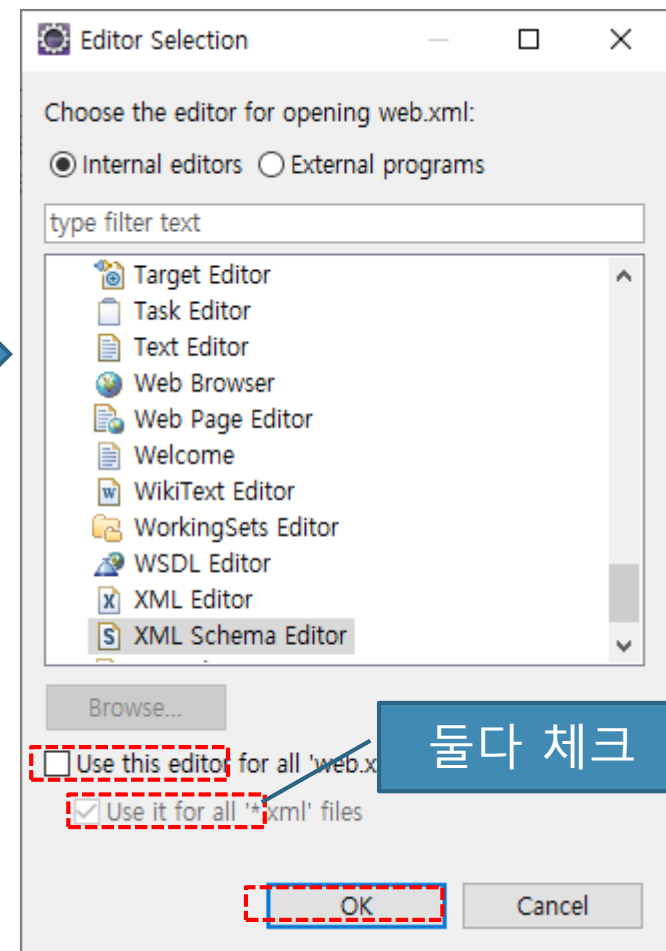 Editor Selection
Choose the editor for opening web.xml:
Internal editors External programs
type filter text
Target Editor
Task Editor
Text Editor
Web Browser
Web Page Editor
Welcome
WikiText Editor
WorkingSets Editor
WSDL Editor
XML Editor
XML Schema Editor
Browse...
둘다 체크
Use this editor for all 'web.x
Use it for all '*.xml' files
OK Cancel